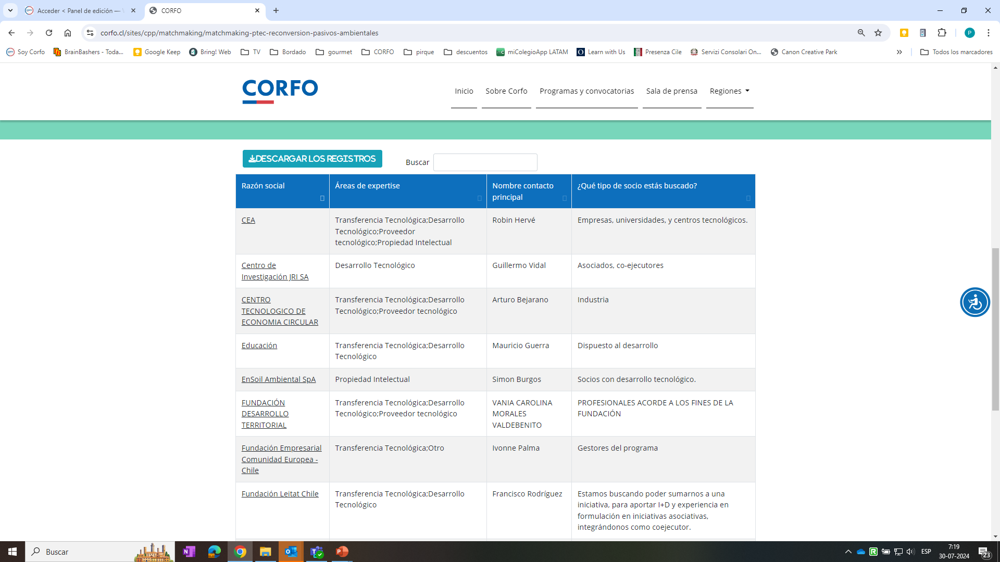 Acceder < Panel de edición —
CORFO
corfo.cl/sites/cpp/matchmaking/matchmaking-ptec-reconversion-pasivos-ambientales
P
Soy Corfo
BrainBashers - Toda...
Google Keep
Bring! Web
TV
Bordado
gourmet
CORFO
pirque
descuentos
miColegioApp LATAM
Learn with Us
Presenza Cile
Servizi Consolari On...
Canon Creative Park
Todos los marcadores
CORFO
Inicio
Sobre Corfo
Programas y convocatorias
Sala de prensa
Regiones
DESCARGAR LOS REGISTROS
Buscar
Razón social
Áreas de expertise
Nombre contacto
principal
¿Qué tipo de socio estás buscado?
CEA
Transferencia Tecnológica;Desarrollo
Tecnológico;Proveedor
tecnológico;Propiedad Intelectual
Robin Hervé
Empresas, universidades, y centros tecnológicos.
Centro de
Investigación JRI SA
Desarrollo Tecnológico
Guillermo Vidal
Asociados, co-ejecutores
CENTRO
TECNOLOGICO DE
ECONOMIA CIRCULAR
Transferencia Tecnológica;Desarrollo
Tecnológico;Proveedor tecnológico
Arturo Bejarano
Industria
Educación
Transferencia Tecnológica;Desarrollo
Tecnológico
Mauricio Guerra
Dispuesto al desarrollo
EnSoil Ambiental SpA
Propiedad Intelectual
Simon Burgos
Socios con desarrollo tecnológico.
FUNDACIÓN
DESARROLLO
TERRITORIAL
Transferencia Tecnológica;Desarrollo
Tecnológico;Proveedor tecnológico
VANIA CAROLINA
MORALES
VALDEBENITO
PROFESIONALES ACORDE A LOS FINES DE LA
FUNDACIÓN
Fundación Empresarial
Comunidad Europea -
Chile
Transferencia Tecnológica;Otro
Ivonne Palma
Gestores del programa
Fundación Leitat Chile
Transferencia Tecnológica;Desarrollo
Tecnológico
Francisco Rodríguez
Estamos buscando poder sumarnos a una
iniciativa, para aportar I+D y experiencia en
formulación en iniciativas asociativas,
integrándonos como coejecutor.
Buscar
ESP
7:19
30-07-2024
23